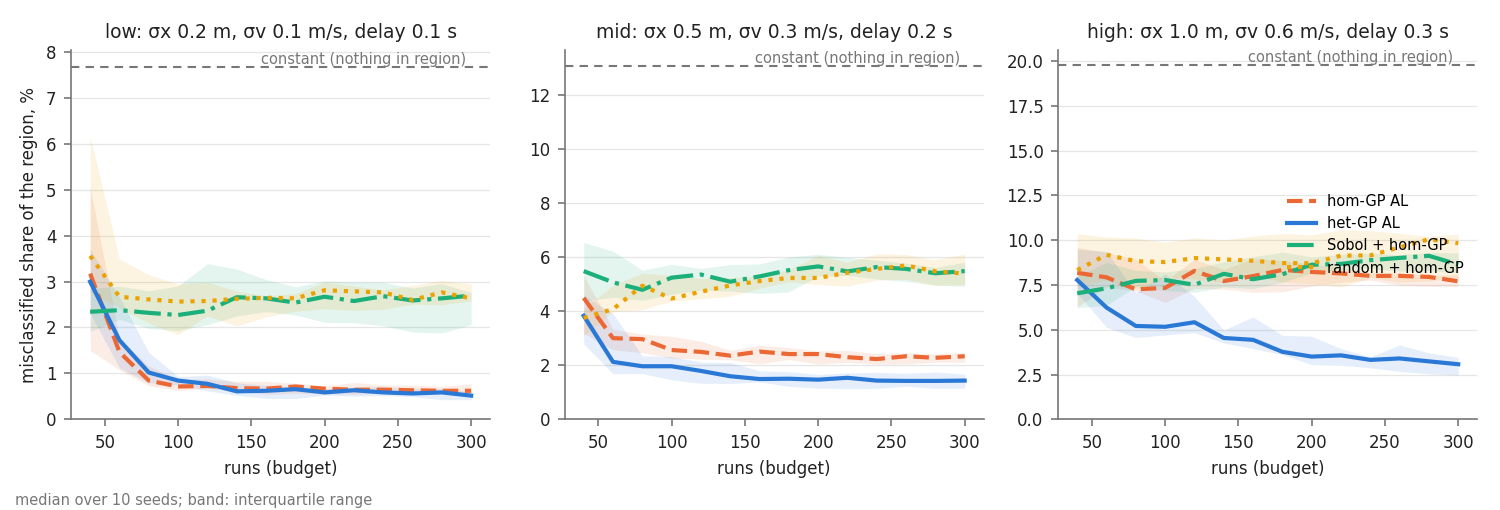 low: σx 0.2 m, σv 0.1 m/s, delay 0.1 s
mid: σx 0.5 m, σv 0.3 m/s, delay 0.2 s
high: σx 1.0 m, σv 0.6 m/s, delay 0.3 s
misclassified share of the region, %
8
7
6
5
4
3
2
1
0
constant (nothing in region)
50 100 150 200 250 300
runs (budget)
12
10
8
6
4
2
0
constant (nothing in region)
50 100 150 200 250 300
runs (budget)
20.0
17.5
15.0
12.5
10.0
7.5
5.0
2.5
0.0
constant (nothing in region)
hom-GP AL
het-GP AL
Sobol + hom-GP
random + hom-GP
50 100 150 200 250 300
runs (budget)
median over 10 seeds; band: interquartile range